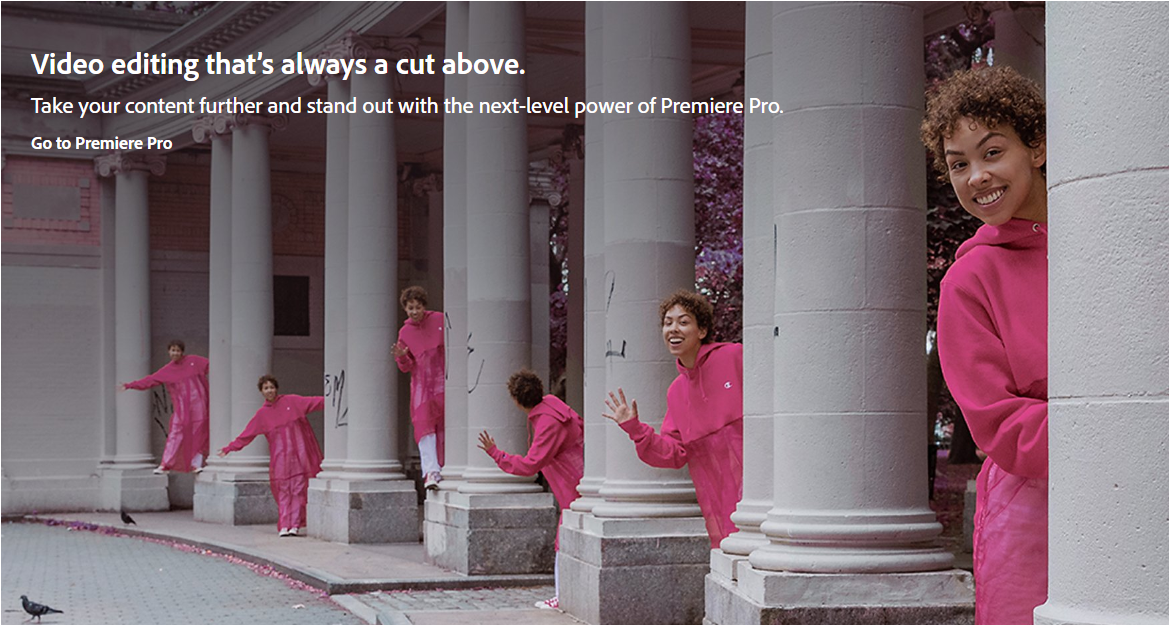 Video editing that's always a cut above.
Take your content further and stand out with the next-level power of Premiere Pro.
Go to Premiere Pro